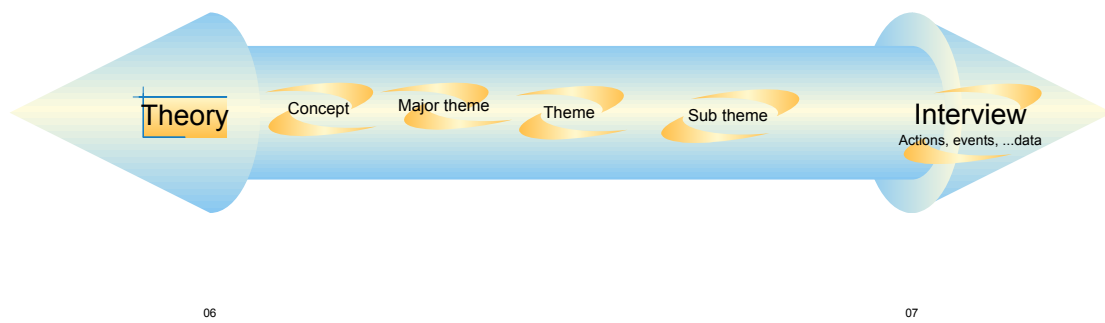 Theory
Concept
Major theme
Theme
Sub theme
Interview
Actions, events, ...data
06
07